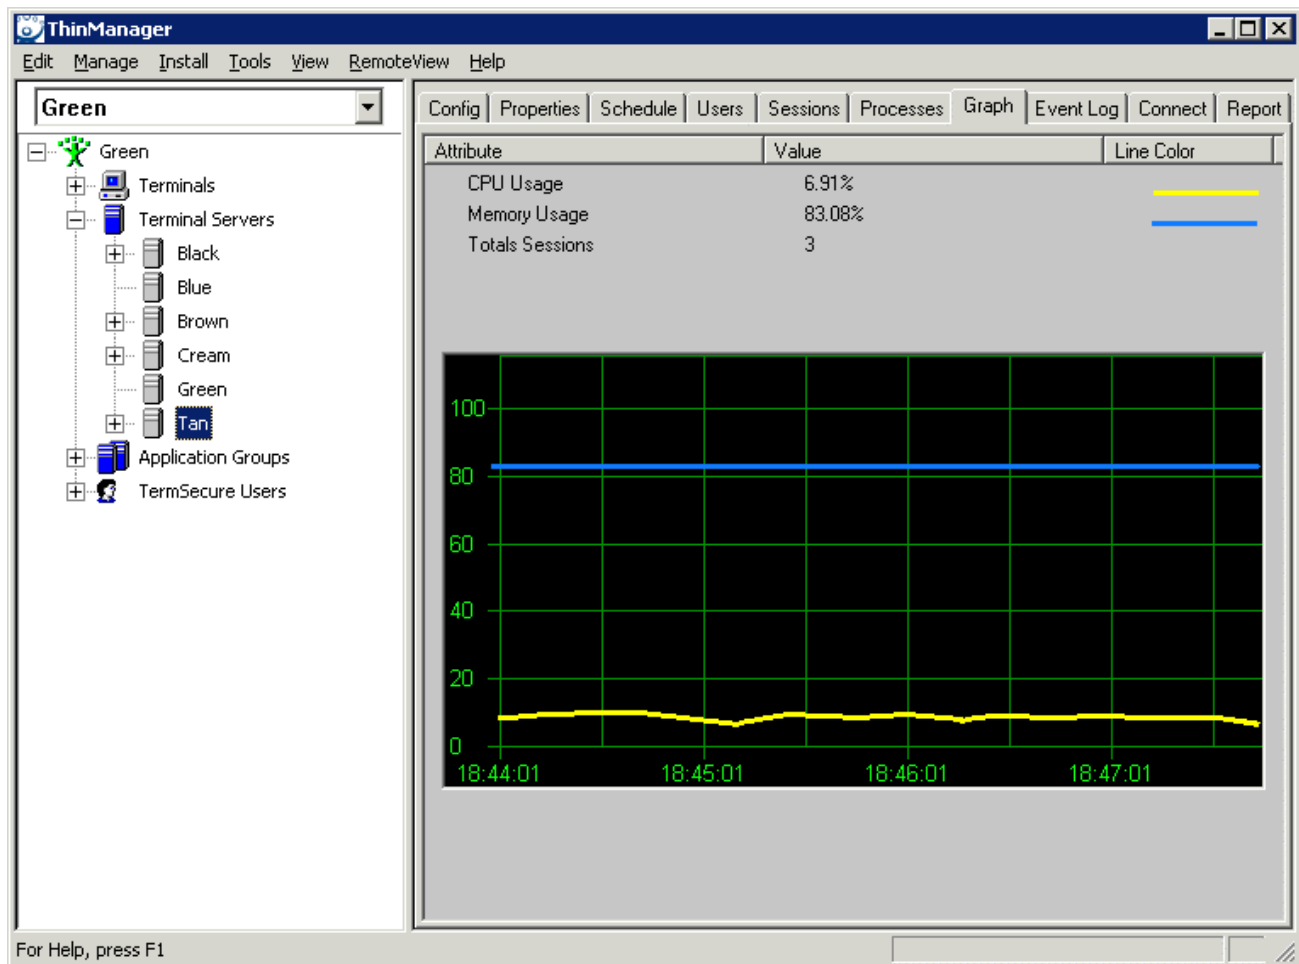 ThinManager
Edit Manage Install Tools View RemoteView Help
Green
Green
Terminals
Terminal Servers
Black
Blue
Brown
Cream
Green
Tan
Application Groups
TermSecure Users
Config Properties Schedule Users Sessions Processes Graph Event Log Connect Report
Attribute Value Line Color
CPU Usage 6.91%
Memory Usage 83.08%
Totals Sessions 3
100
80
60
40
20
0
18:44:01 18:45:01 18:46:01 18:47:01
For Help, press F1